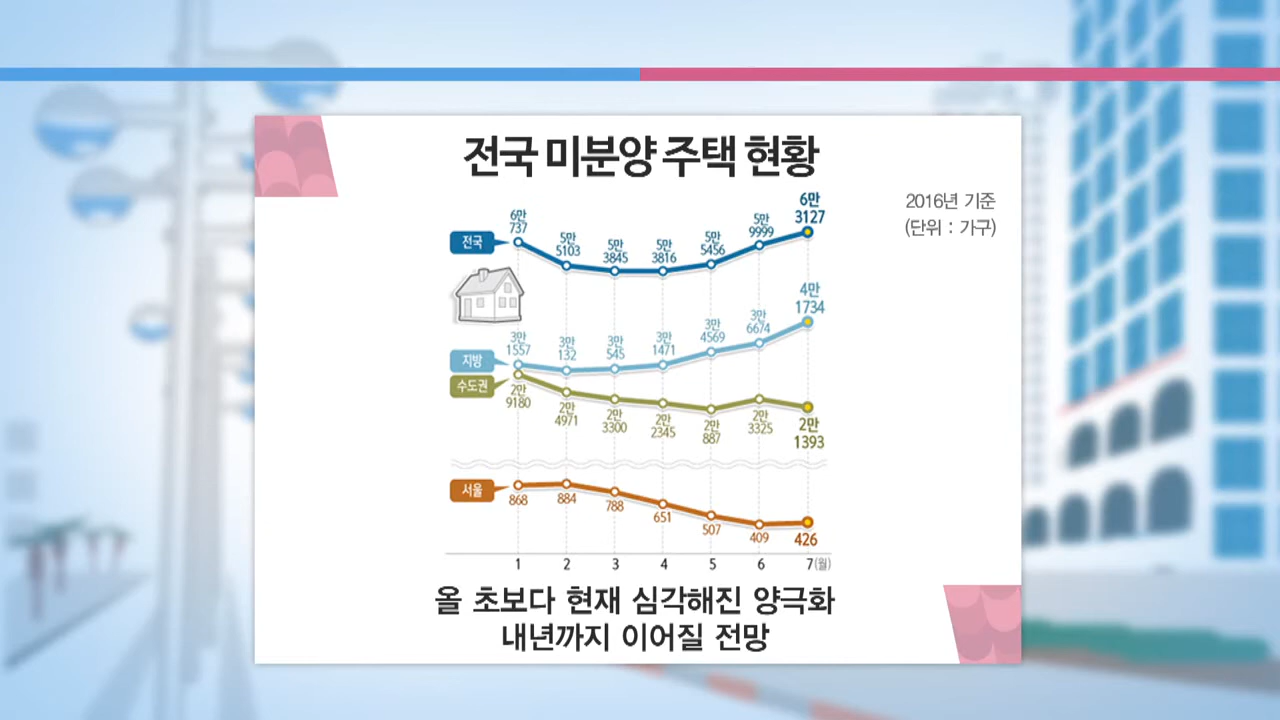 전국 미분양 주택 현황
2016년 기준
(단위 : 가구)
전국
6만
737
5만
5103
5만
3845
5만
3816
5만
5456
5만
9999
6만
3127
지방
3만
1557
3만
132
3만
545
3만
1471
3만
4569
3만
6674
4만
1734
수도권
2만
9180
2만
4971
2만
3300
2만
2345
2만
887
2만
3325
2만
1393
서울
868
884
788
651
507
409
426
1 2 3 4 5 6 7(월)
올 초보다 현재 심각해진 양극화
내년까지 이어질 전망